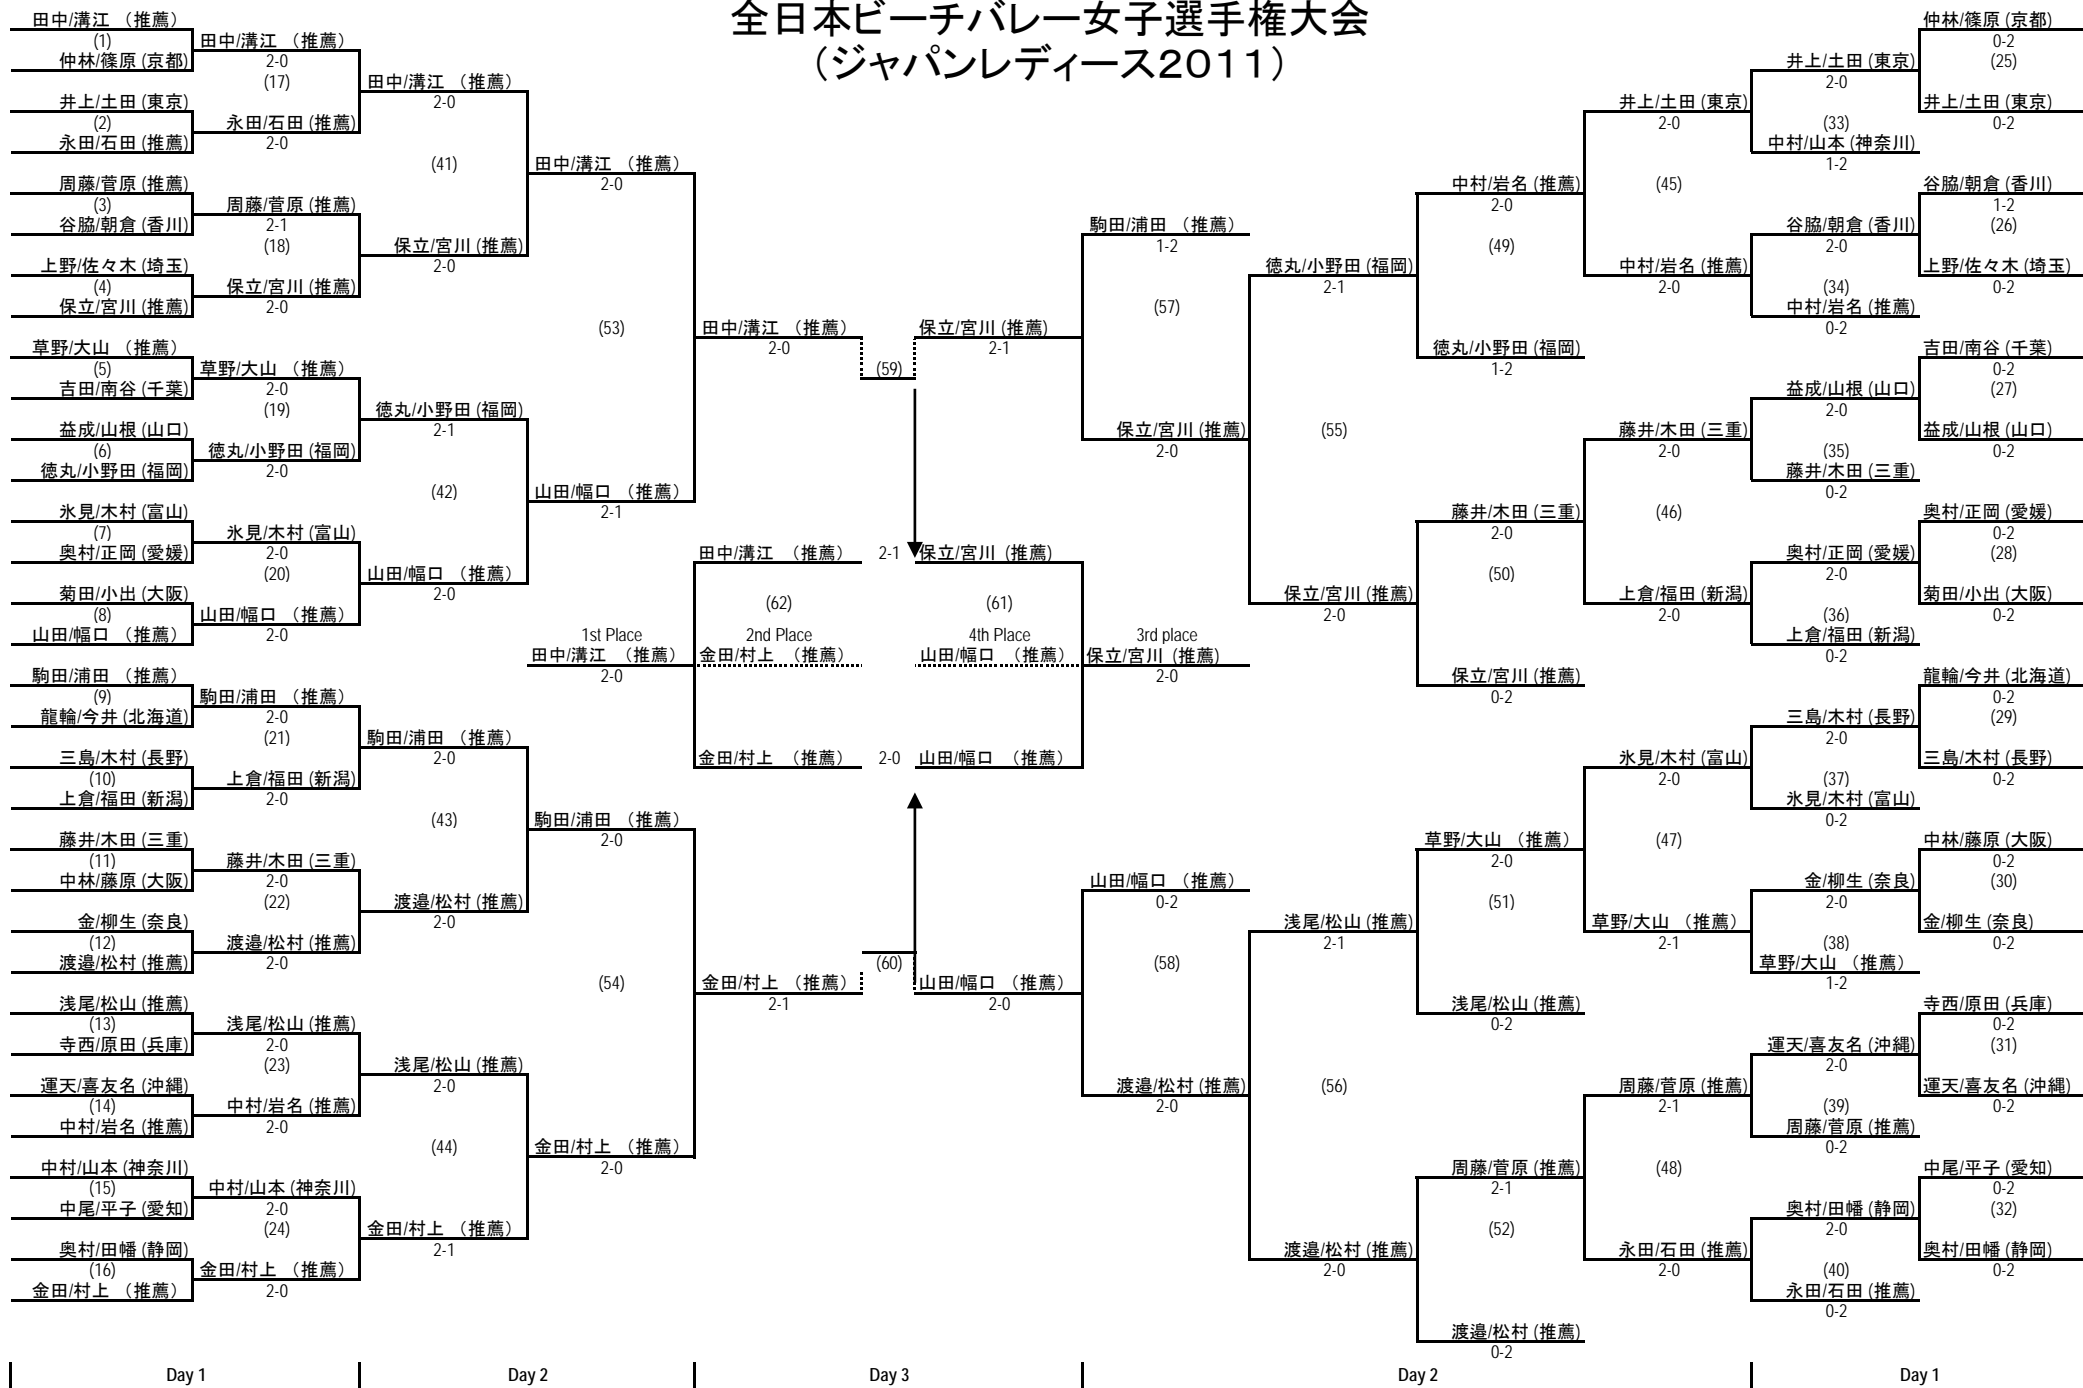 全日本ビーチバレー女子選手権大会
（ジャパンレディース2011）
田中/溝江 （推薦）
(1)
仲林/篠原 (京都)
井上/土田 (東京)
(2)
永田/石田 (推薦)
周藤/菅原 (推薦)
(3)
谷脇/朝倉 (香川)
上野/佐々木 (埼玉)
(4)
保立/宮川 (推薦)
草野/大山 （推薦）
(5)
吉田/南谷 (千葉)
益成/山根 (山口)
(6)
徳丸/小野田 (福岡)
氷見/木村 (富山)
(7)
奥村/正岡 (愛媛)
菊田/小出 (大阪)
(8)
山田/幅口 （推薦）
駒田/浦田 （推薦）
(9)
龍輪/今井 (北海道)
三島/木村 (長野)
(10)
上倉/福田 (新潟)
藤井/木田 (三重)
(11)
中林/藤原 (大阪)
金/柳生 (奈良)
(12)
渡邉/松村 (推薦)
浅尾/松山 (推薦)
(13)
寺西/原田 (兵庫)
運天/喜友名 (沖縄)
(14)
中村/岩名 (推薦)
中村/山本 (神奈川)
(15)
中尾/平子 (愛知)
奥村/田幡 (静岡)
(16)
金田/村上 （推薦）
田中/溝江 （推薦）
2-0
(17)
永田/石田 (推薦)
2-0
周藤/菅原 (推薦)
2-1
(18)
保立/宮川 (推薦)
2-0
草野/大山 （推薦）
2-0
(19)
徳丸/小野田 (福岡)
2-0
氷見/木村 (富山)
2-0
(20)
山田/幅口 （推薦）
2-0
駒田/浦田 （推薦）
2-0
(21)
上倉/福田 (新潟)
2-0
藤井/木田 (三重)
2-0
(22)
渡邉/松村 (推薦)
2-0
浅尾/松山 (推薦)
2-0
(23)
中村/岩名 (推薦)
2-0
中村/山本 (神奈川)
2-0
(24)
金田/村上 （推薦）
2-0
田中/溝江 （推薦）
2-0
(41)
保立/宮川 (推薦)
2-0
徳丸/小野田 (福岡)
2-1
(42)
山田/幅口 （推薦）
2-0
駒田/浦田 （推薦）
2-0
(43)
渡邉/松村 (推薦)
2-0
浅尾/松山 (推薦)
2-0
(44)
金田/村上 （推薦）
2-1
田中/溝江 （推薦）
2-0
(53)
山田/幅口 （推薦）
2-1
1st Place
田中/溝江 （推薦）
2-0
駒田/浦田 （推薦）
2-0
(54)
金田/村上 （推薦）
2-0
田中/溝江 （推薦）
2-0
(59)
田中/溝江 （推薦） 2-1
(62)
2nd Place
金田/村上 （推薦）
金田/村上 （推薦） 2-0
(60)
金田/村上 （推薦）
2-1
保立/宮川 (推薦)
2-1
保立/宮川 (推薦)
(61)
4th Place
山田/幅口 （推薦）
山田/幅口 （推薦）
山田/幅口 （推薦）
2-0
駒田/浦田 （推薦）
1-2
(57)
保立/宮川 (推薦)
2-0
3rd place
保立/宮川 (推薦)
2-0
山田/幅口 （推薦）
0-2
(58)
渡邉/松村 (推薦)
2-0
徳丸/小野田 (福岡)
2-1
(55)
保立/宮川 (推薦)
2-0
浅尾/松山 (推薦)
2-1
(56)
渡邉/松村 (推薦)
2-0
中村/岩名 (推薦)
2-0
(49)
徳丸/小野田 (福岡)
1-2
藤井/木田 (三重)
2-0
(50)
保立/宮川 (推薦)
0-2
草野/大山 （推薦）
2-0
(51)
浅尾/松山 (推薦)
0-2
周藤/菅原 (推薦)
2-1
(52)
渡邉/松村 (推薦)
0-2
井上/土田 (東京)
2-0
(45)
中村/岩名 (推薦)
2-0
藤井/木田 (三重)
2-0
(46)
上倉/福田 (新潟)
2-0
氷見/木村 (富山)
2-0
(47)
草野/大山 （推薦）
2-1
周藤/菅原 (推薦)
2-1
(48)
永田/石田 (推薦)
2-0
井上/土田 (東京)
2-0
(33)
中村/山本 (神奈川)
1-2
谷脇/朝倉 (香川)
2-0
(34)
中村/岩名 (推薦)
0-2
益成/山根 (山口)
2-0
(35)
藤井/木田 (三重)
0-2
奥村/正岡 (愛媛)
2-0
(36)
上倉/福田 (新潟)
0-2
三島/木村 (長野)
2-0
(37)
氷見/木村 (富山)
0-2
金/柳生 (奈良)
2-0
(38)
草野/大山 （推薦）
1-2
運天/喜友名 (沖縄)
2-0
(39)
周藤/菅原 (推薦)
0-2
奥村/田幡 (静岡)
2-0
(40)
永田/石田 (推薦)
0-2
仲林/篠原 (京都)
0-2
(25)
井上/土田 (東京)
0-2
谷脇/朝倉 (香川)
1-2
(26)
上野/佐々木 (埼玉)
0-2
吉田/南谷 (千葉)
0-2
(27)
益成/山根 (山口)
0-2
奥村/正岡 (愛媛)
0-2
(28)
菊田/小出 (大阪)
0-2
龍輪/今井 (北海道)
0-2
(29)
三島/木村 (長野)
0-2
中林/藤原 (大阪)
0-2
(30)
金/柳生 (奈良)
0-2
寺西/原田 (兵庫)
0-2
(31)
運天/喜友名 (沖縄)
0-2
中尾/平子 (愛知)
0-2
(32)
奥村/田幡 (静岡)
0-2
Day 1 Day 2 Day 3 Day 2 Day 1